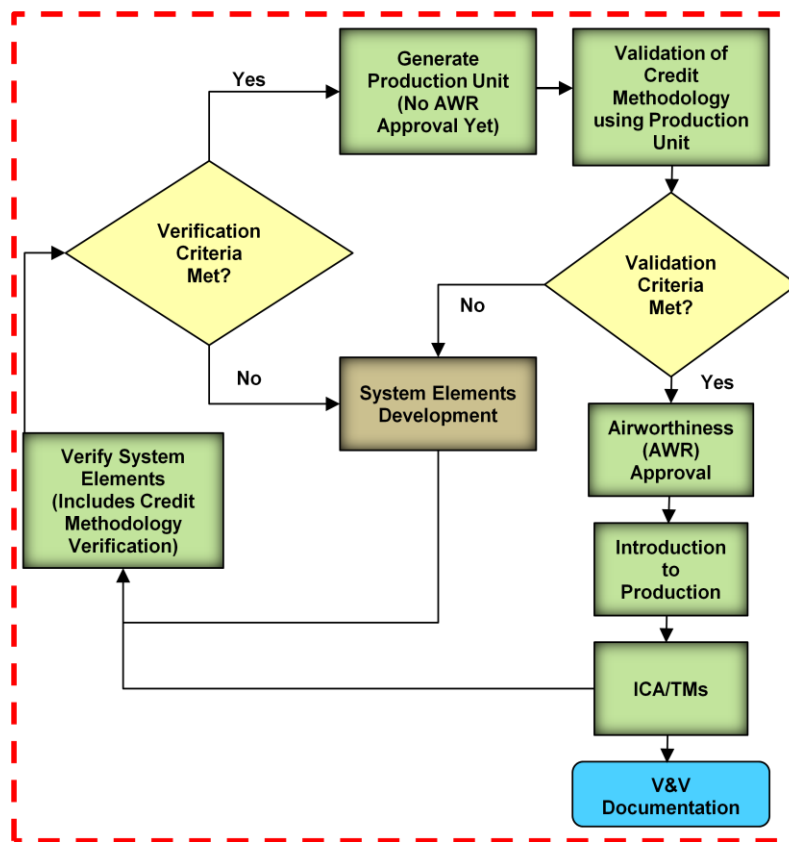 Generate
Production Unit
(No AWR
Approval Yet)
Validation of
Credit
Methodology
using Production
Unit
Yes
Verification
Criteria
Met?
Validation
Criteria
Met?
No
No
System Elements
Development
Yes
Airworthiness
(AWR)
Approval
Verify System
Elements
(Includes Credit
Methodology
Verification)
Introduction
to
Production
ICA/TMs
V&V
Documentation